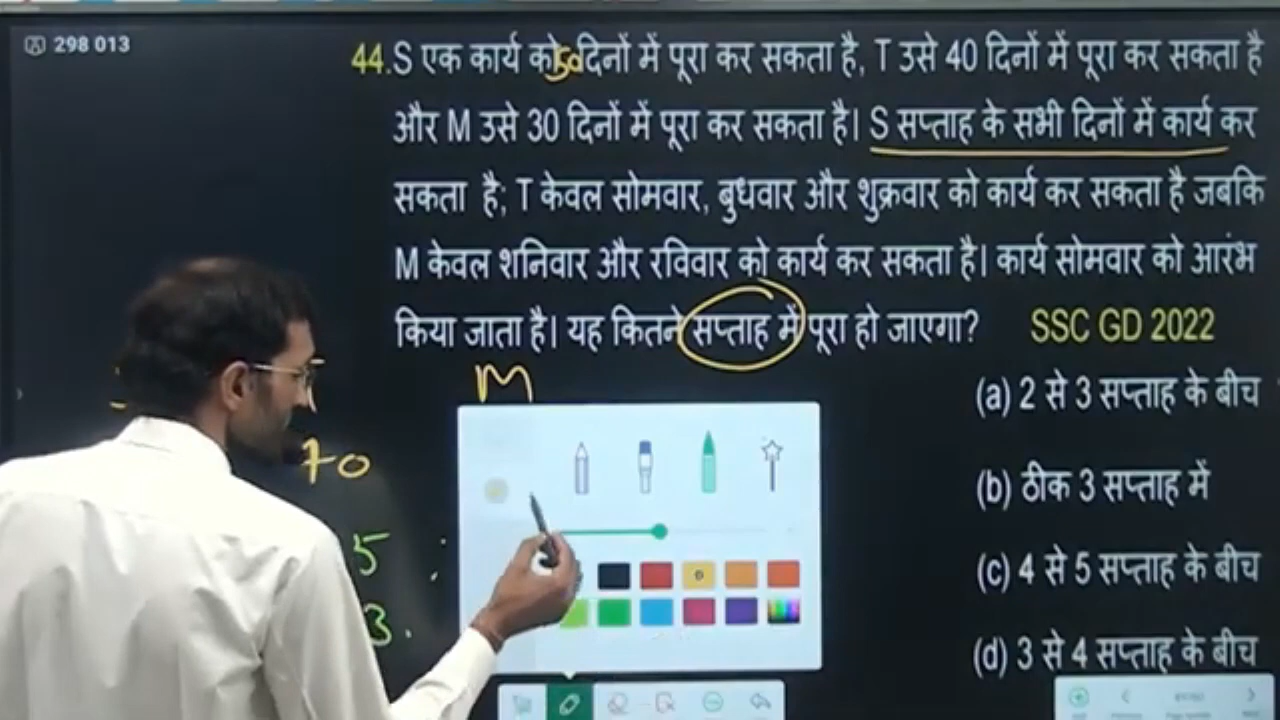 298 013
44.S एक कार्य को 50 दिनों में पूरा कर सकता है, T उसे 40 दिनों में पूरा कर सकता है
और M उसे 30 दिनों में पूरा कर सकता है। S सप्ताह के सभी दिनों में कार्य कर
सकता है; T केवल सोमवार, बुधवार और शुक्रवार को कार्य कर सकता है जबकि
M केवल शनिवार और रविवार को कार्य कर सकता है। कार्य सोमवार को आरंभ
किया जाता है। यह कितने सप्ताह में पूरा हो जाएगा? SSC GD 2022
M
(a) 2 से 3 सप्ताह के बीच
70
(b) ठीक 3 सप्ताह में
5 :
(c) 4 से 5 सप्ताह के बीच
3.
(d) 3 से 4 सप्ताह के बीच